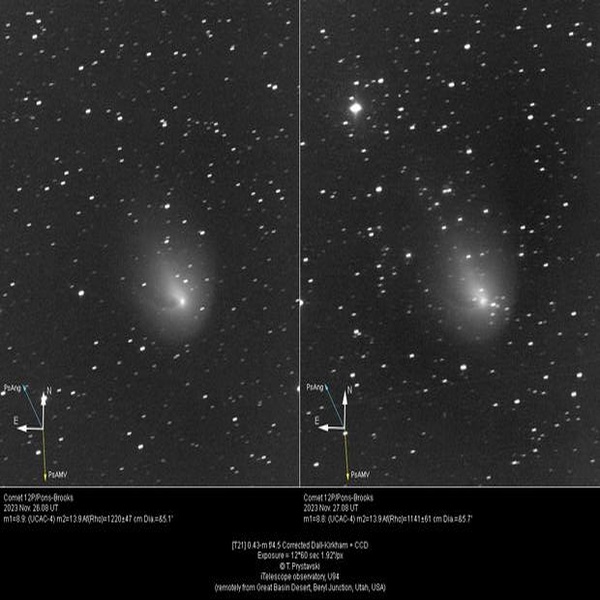 PsAng
N
E
PsAMV
PsAng
N
E
PsAMV
Comet 12P/Pons-Brooks
2023 Nov. 26.08 UT
m1=8.9: (UCAC-4) m2=13.9 Af(Rho)=1220±47 cm Dia.=&5.1'
Comet 12P/Pons-Brooks
2023 Nov. 27.08 UT
m1=8.8: (UCAC-4) m2=13.9 Af(Rho)=1141±61 cm Dia.=&5.7'
[T21] 0.43-m f/4.5 Corrected Dall-Kirkham + CCD
Exposure = 12*60 sec 1.92"/px
© T. Prystavski
iTelescope observatory, U94
(remotely from Great Basin Desert, Beryl Junction, Utah, USA)